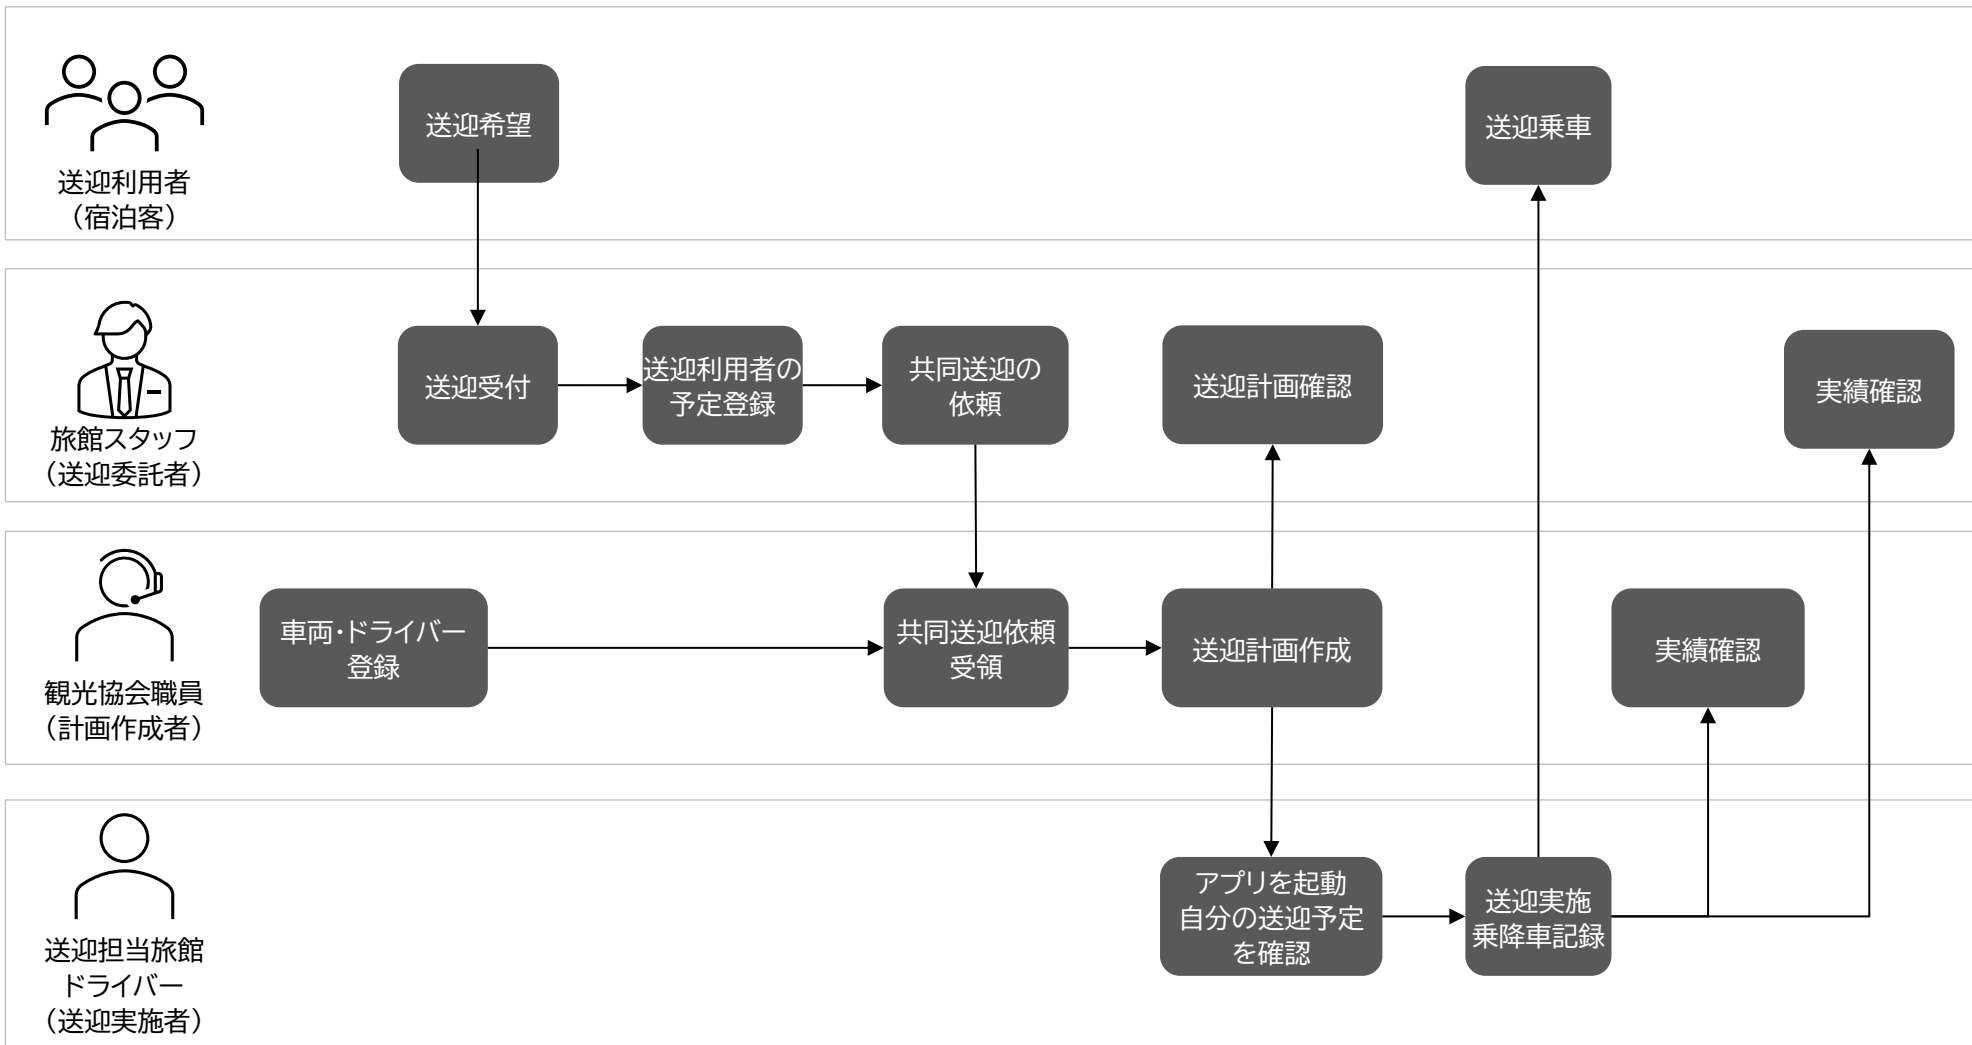 送迎希望
送迎乗車
送迎利用者
（宿泊客）
送迎受付
送迎利用者の
予定登録
共同送迎の
依頼
送迎計画確認
実績確認
旅館スタッフ
（送迎委託者）
車両・ドライバー
登録
共同送迎依頼
受領
送迎計画作成
実績確認
観光協会職員
（計画作成者）
アプリを起動
自分の送迎予定
を確認
送迎実施
乗降車記録
送迎担当旅館
ドライバー
（送迎実施者）